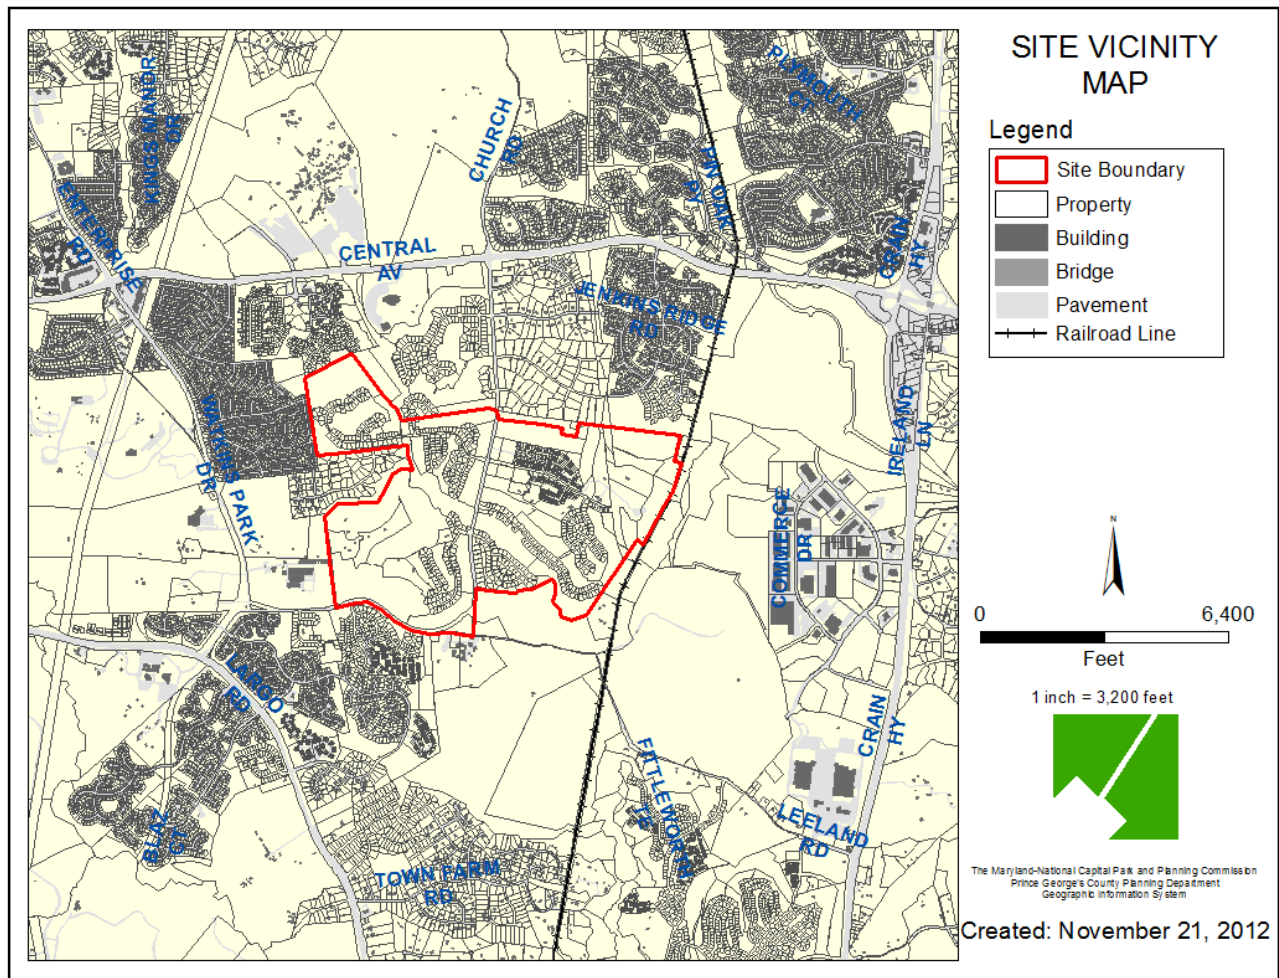 SITE VICINITY
MAP
Legend
Site Boundary
Property
Building
Bridge
Pavement
Railroad Line
N
0 6,400
Feet
1 inch = 3,200 feet
The Maryland-National Capital Park and Planning Commission
Prince George's County Planning Department
Geographic Information System
Created: November 21, 2012
KINGS MANOR
DR
ENTERPRISE
RD
CHURCH
RD
CENTRAL
AV
PLYMOUTH
CT
PIN OAK
PY
CRAIN
HY
JENKINS RIDGE
RD
WATKINS PARK
DR
IRELAND
LN
COMMERCE
DR
LARGO
RD
CRAIN
HY
BLAZ
CT
TOWN FARM
RD
LEELAND
RD